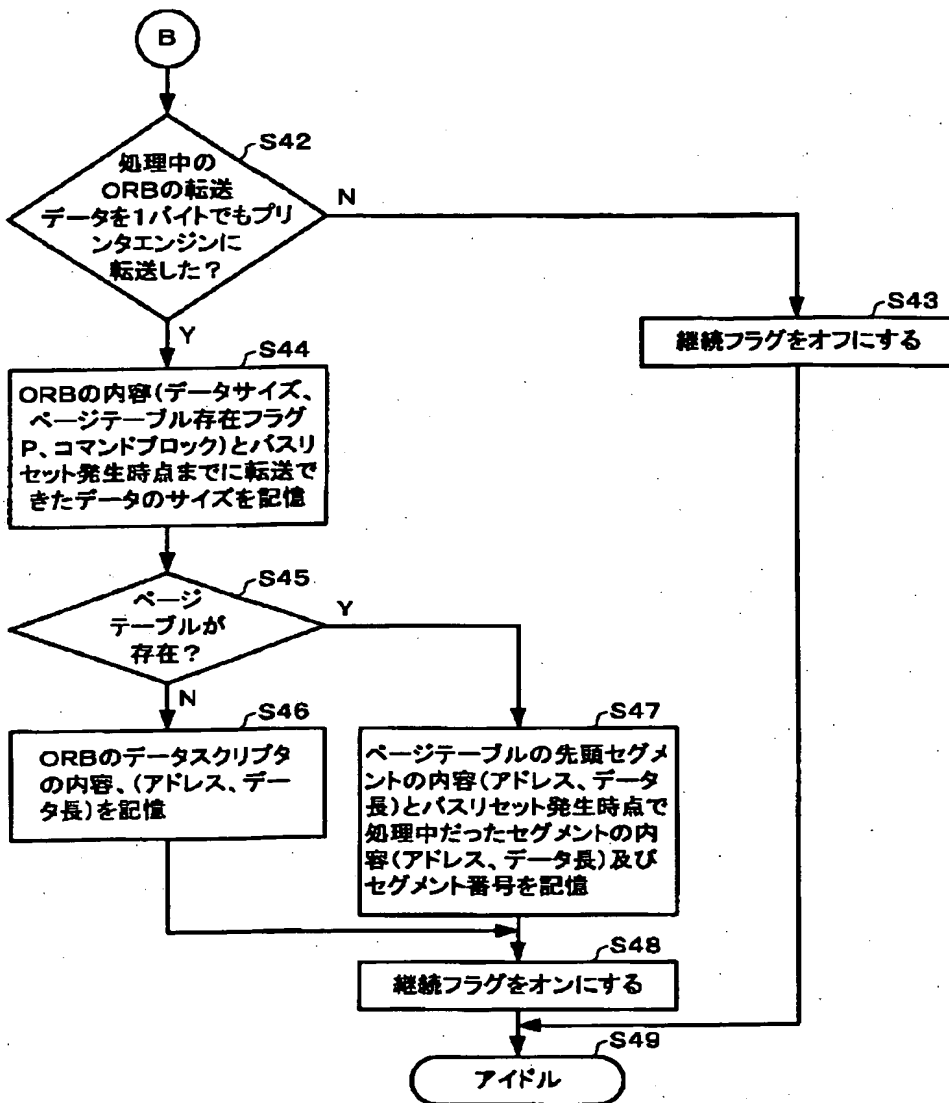 B
S42
処理中の
ORBの転送
データを1バイトでもプリ
ンタエンジンに
転送した？
N
Y
S43
継続フラグをオフにする
S44
ORBの内容(データサイズ、
ページテーブル存在フラグ
P、コマンドブロック)とバスリ
セット発生時点までに転送で
きたデータのサイズを記憶
S45
ページ
テーブルが
存在？
Y
N
S46
ORBのデータスクリプタ
の内容、(アドレス、デー
タ長)を記憶
S47
ページテーブルの先頭セグメ
ントの内容(アドレス、データ
長)とバスリセット発生時点で
処理中だったセグメントの内
容(アドレス、データ長)及び
セグメント番号を記憶
S48
継続フラグをオンにする
S49
アイドル